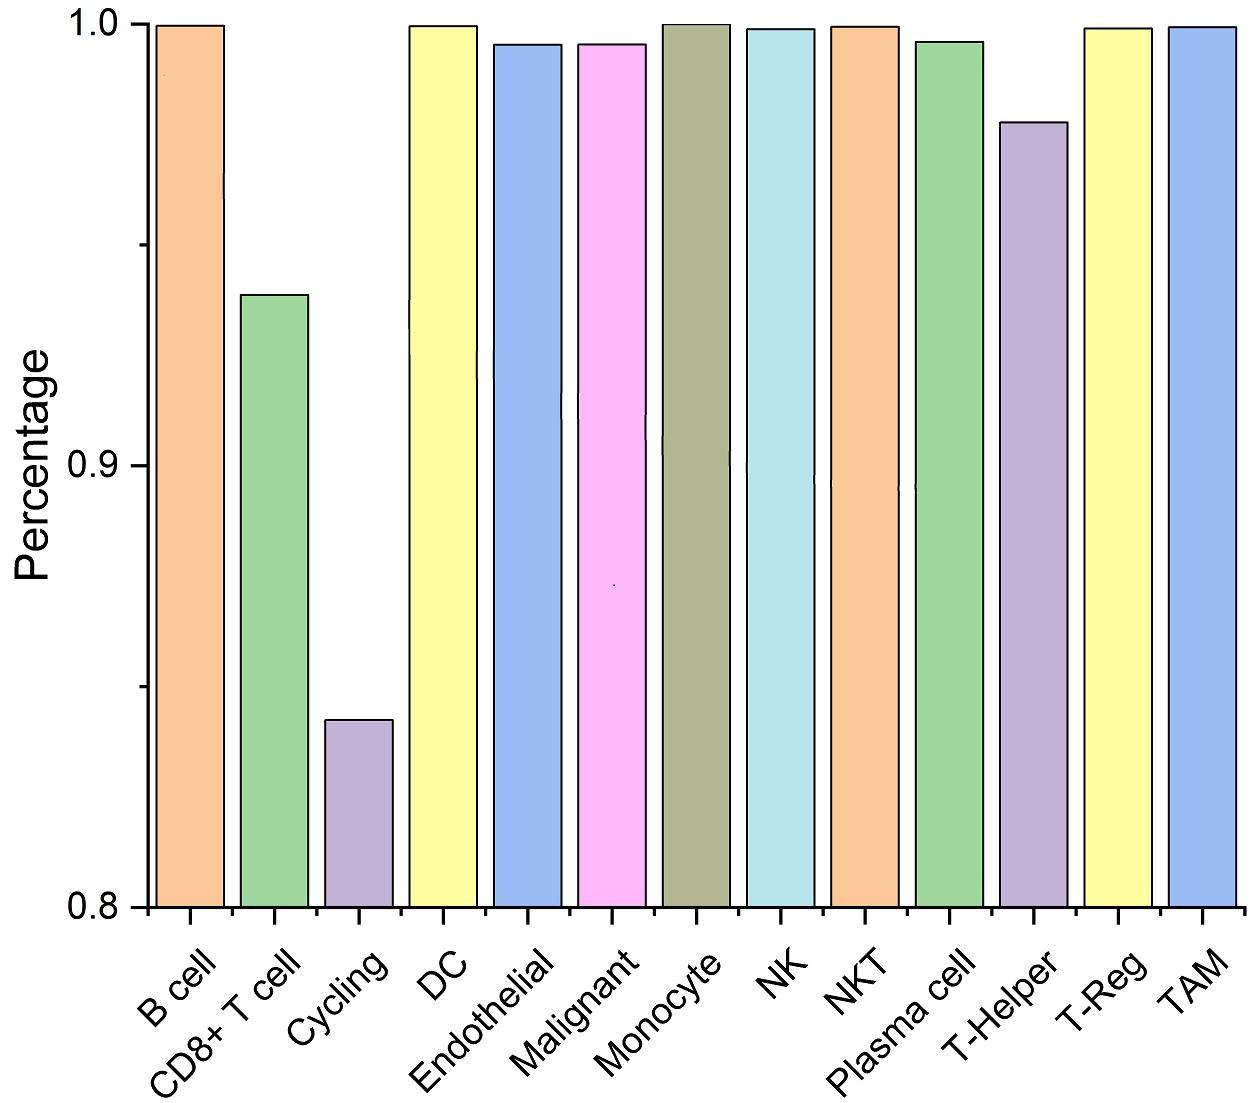 Percentage
1.0
0.9
0.8
B cell
CD8+ T cell
Cycling
DC
Endothelial
Malignant
Monocyte
NK
NKT
Plasma cell
T-Helper
T-Reg
TAM